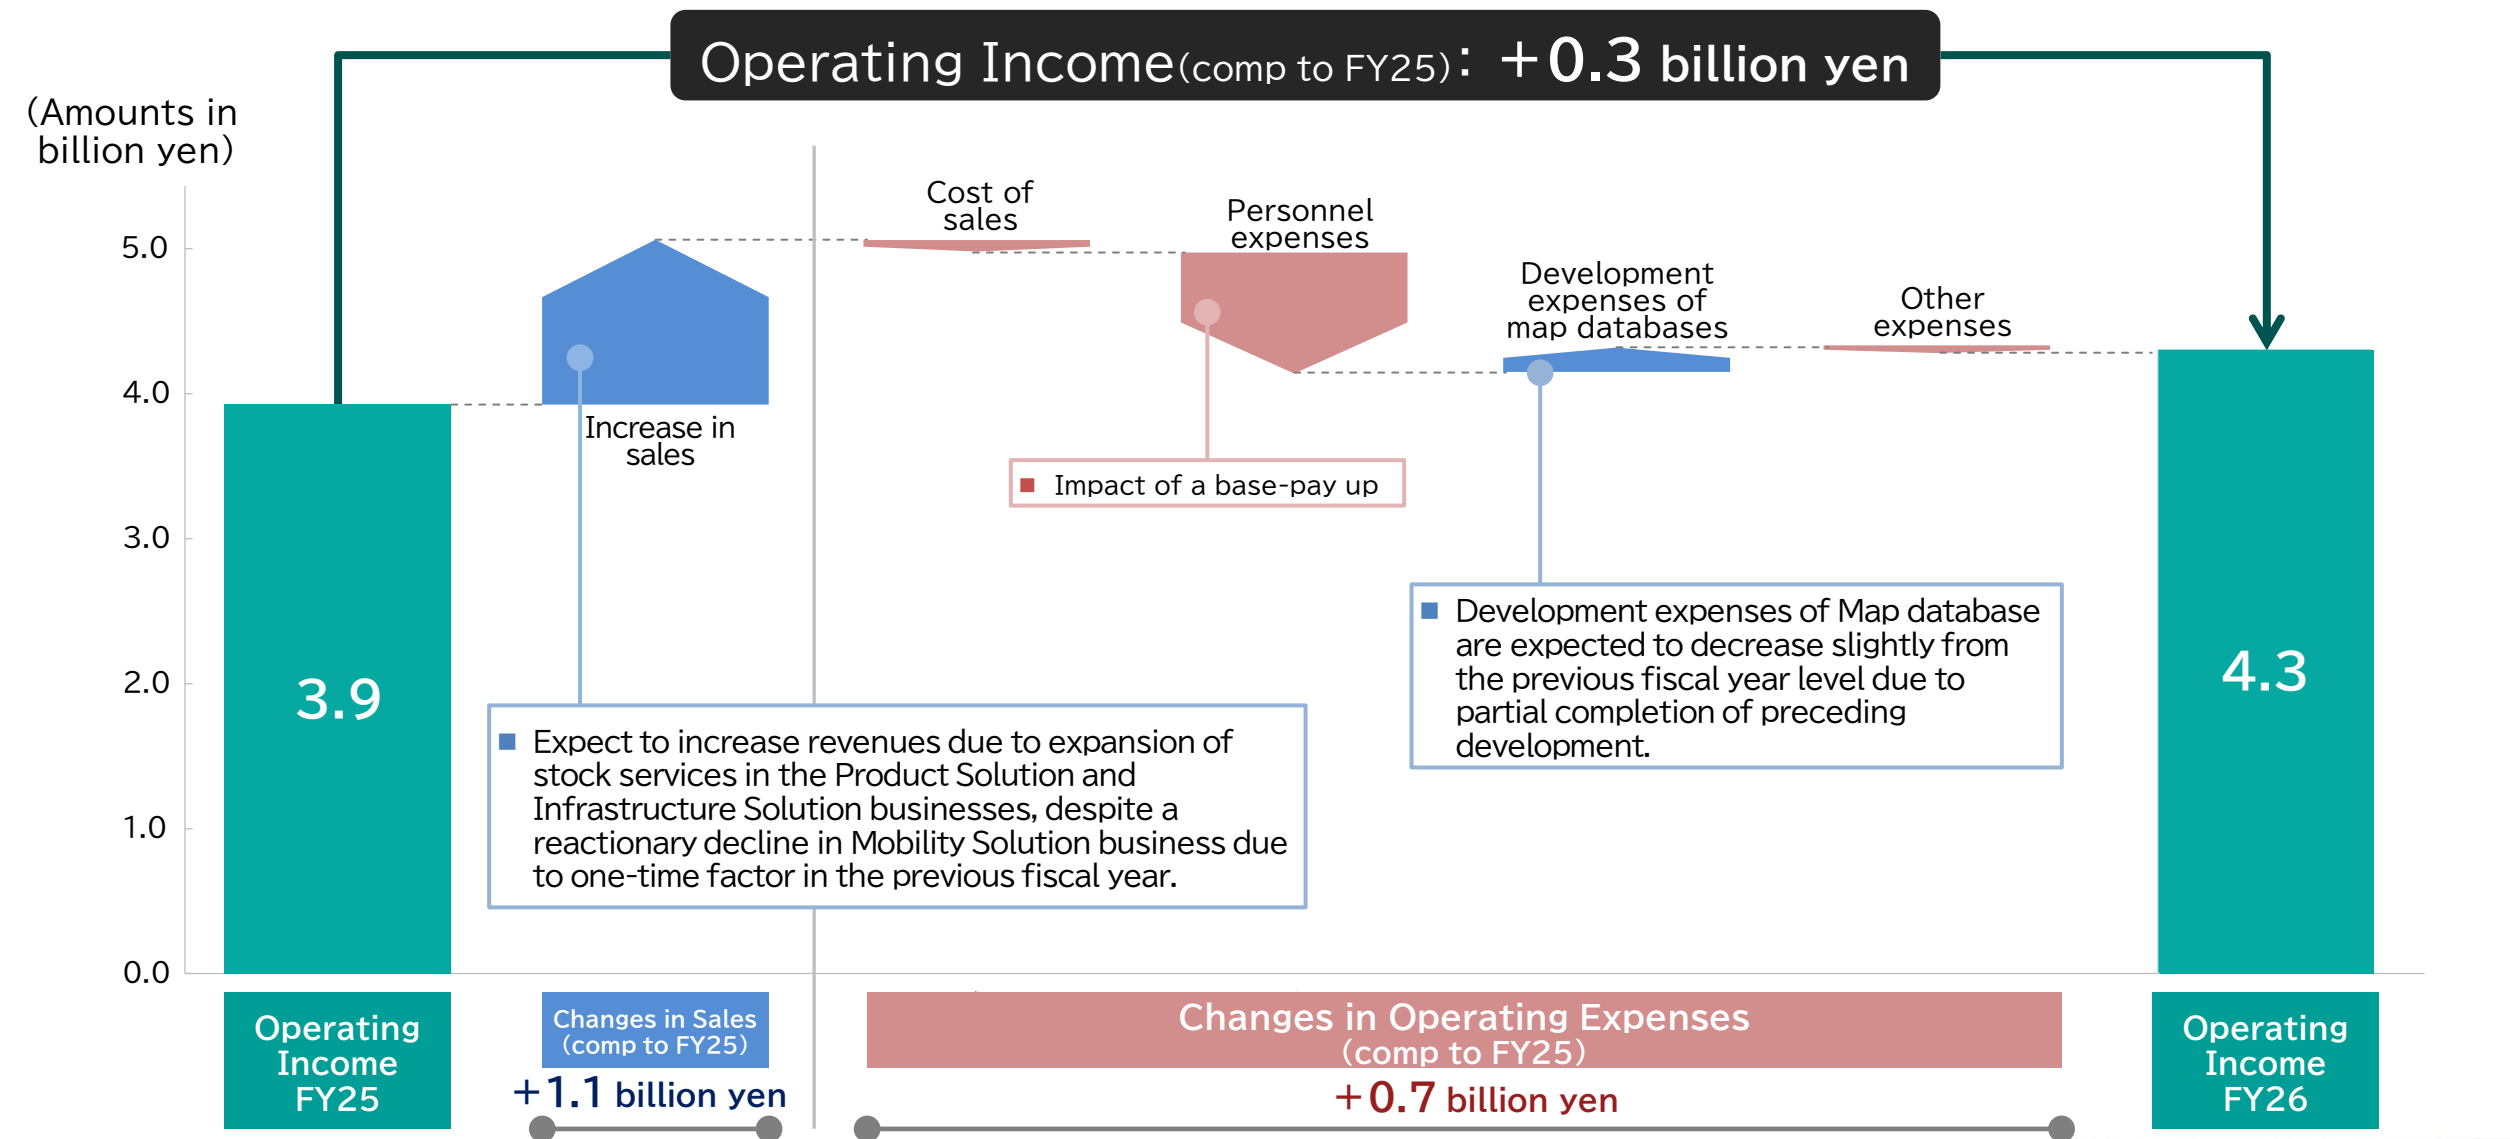 Operating Income(comp to FY25)：＋0.3 billion yen
(Amounts in
billion yen)
5.0
4.0
3.0
2.0
1.0
0.0
3.9
Increase in
sales
Cost of
sales
Personnel
expenses
Development
expenses of
map databases
Other
expenses
■ Impact of a base-pay up
■ Development expenses of Map database
are expected to decrease slightly from
the previous fiscal year level due to
partial completion of preceding
development.
■ Expect to increase revenues due to expansion of
stock services in the Product Solution and
Infrastructure Solution businesses, despite a
reactionary decline in Mobility Solution business due
to one-time factor in the previous fiscal year.
4.3
Operating
Income
FY25
Changes in Sales
(comp to FY25)
＋1.1 billion yen
Changes in Operating Expenses
(comp to FY25)
＋0.7 billion yen
Operating
Income
FY26